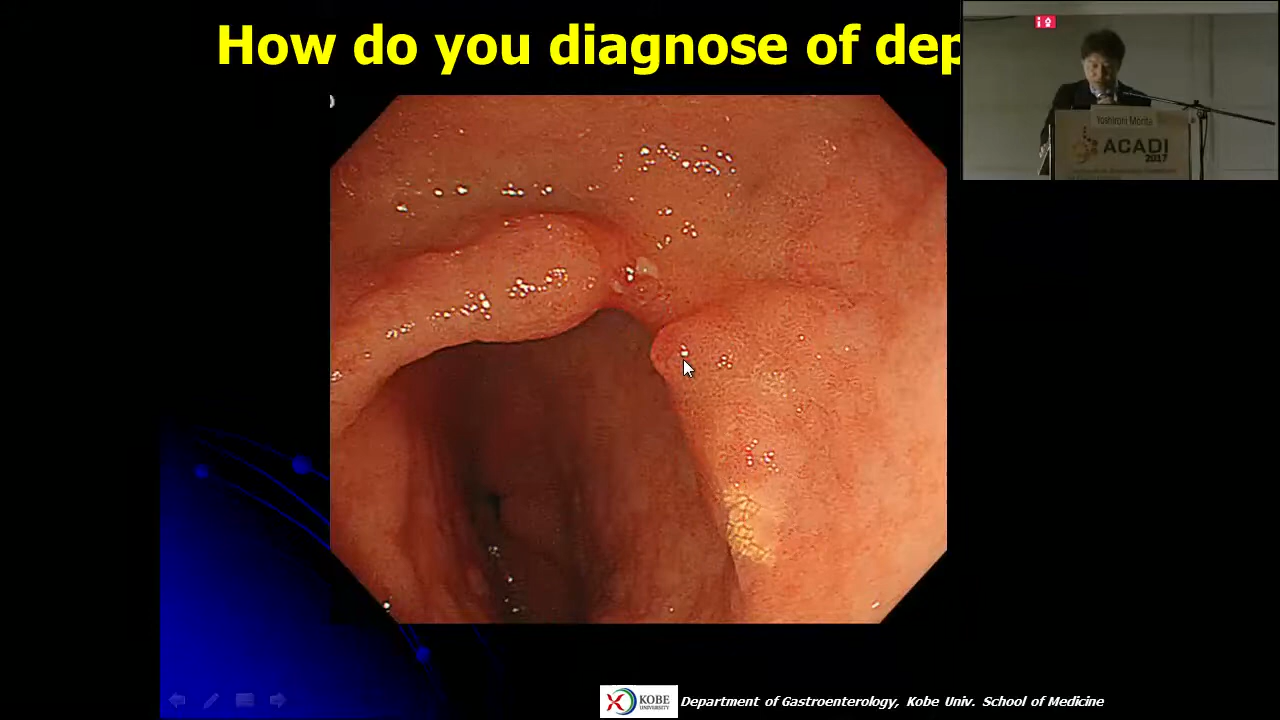 How do you diagnose of dep
Yoshinori Morita
ACADI
2017
KOBE
UNIVERSITY
Department of Gastroenterology, Kobe Univ. School of Medicine